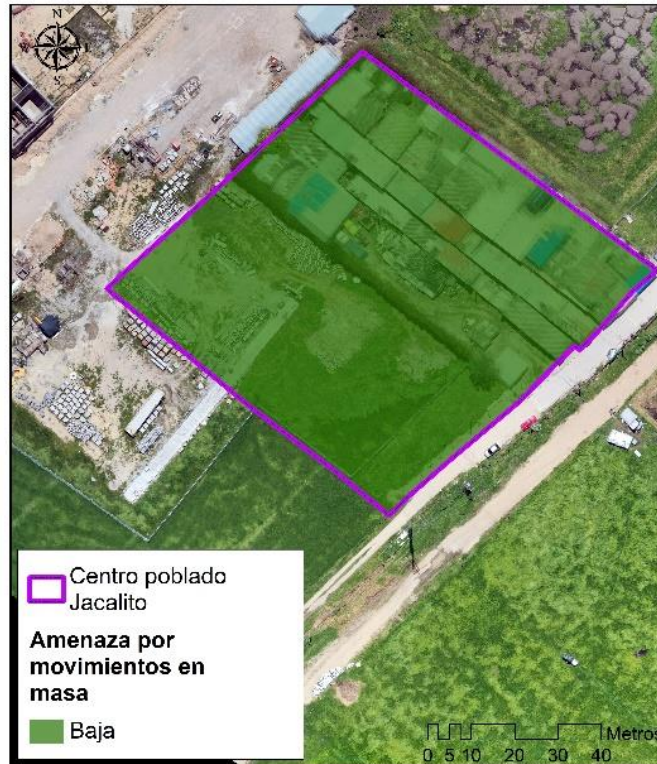 N
S
Centro poblado
Jacalito
Amenaza por
movimientos en
masa
Baja
Metros
0 5 10 20 30 40